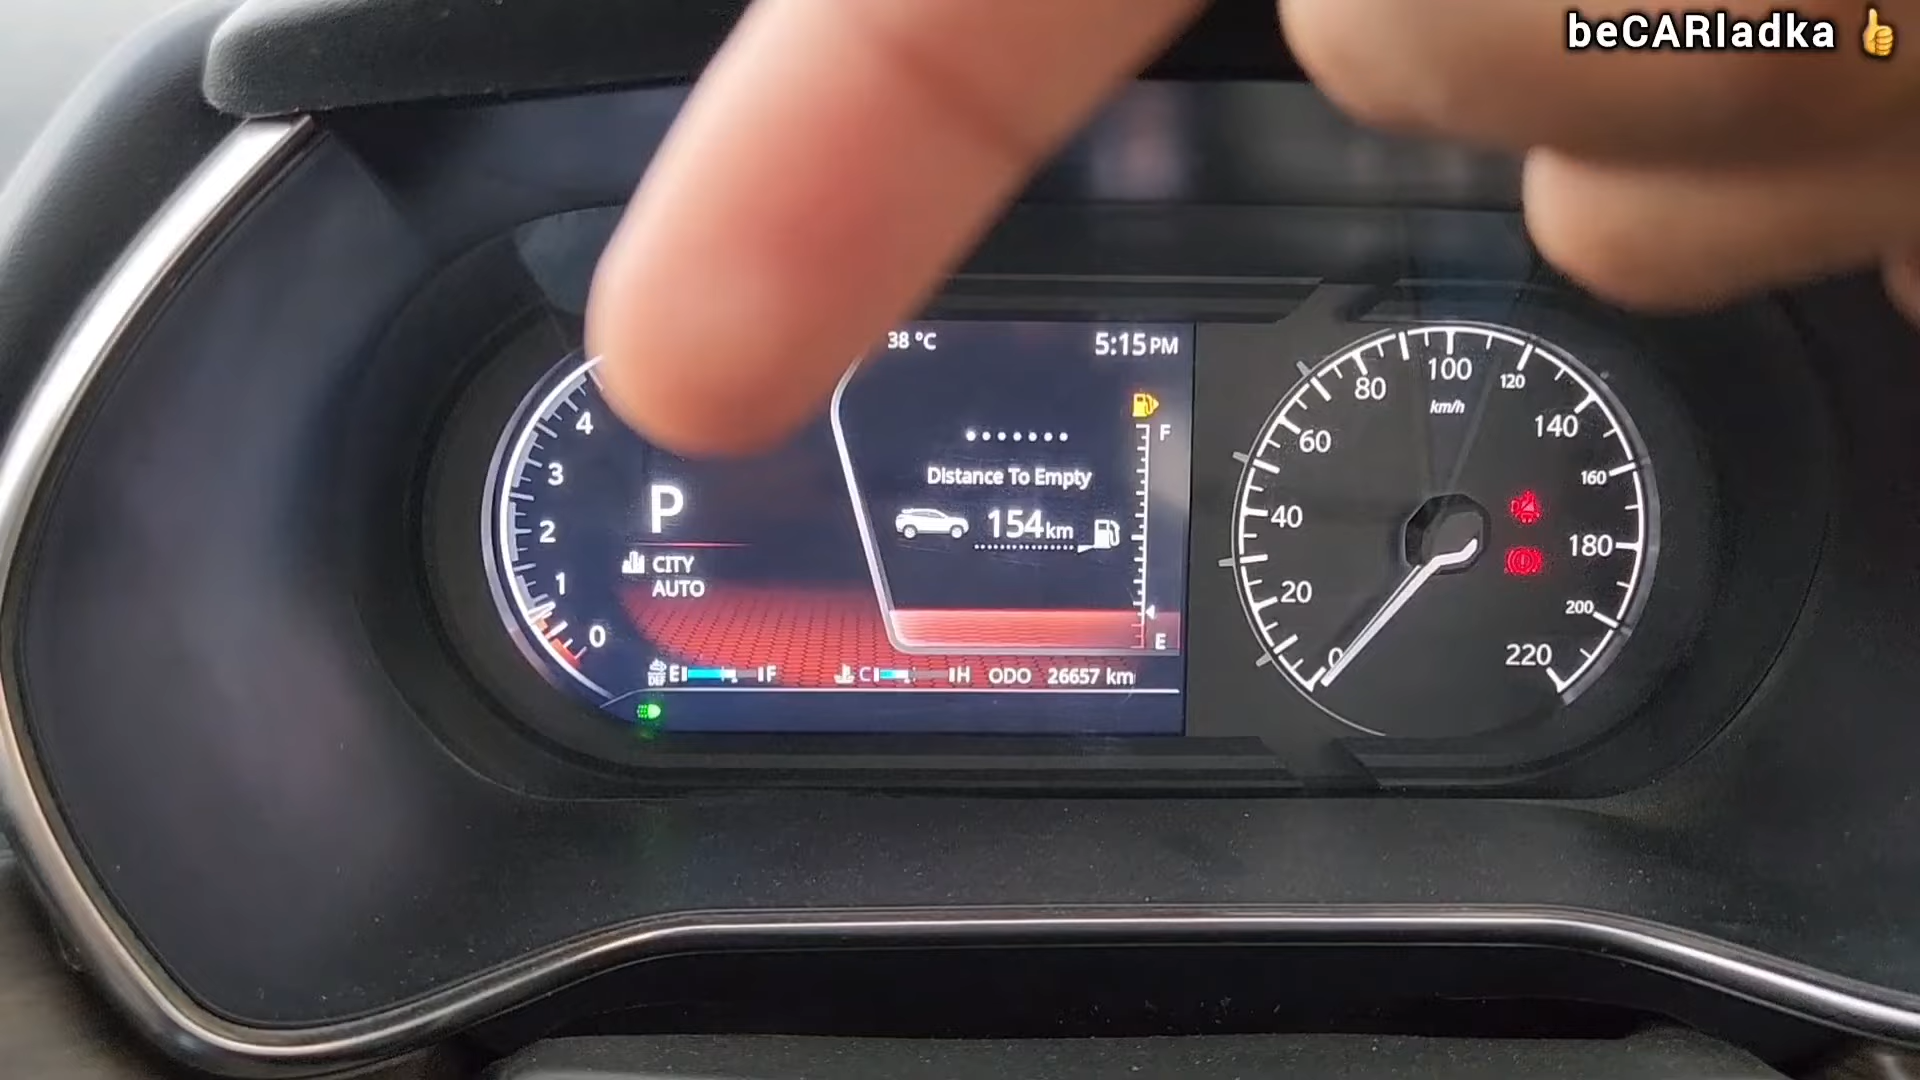 beCARladka 👍
38 °C
5:15 PM
F
Distance To Empty
154 km
E
4
3
2
1
0
P
CITY
AUTO
DEF E F
C H
ODO 26657 km
0
20
40
60
80
100
120
140
160
180
200
220
km/h